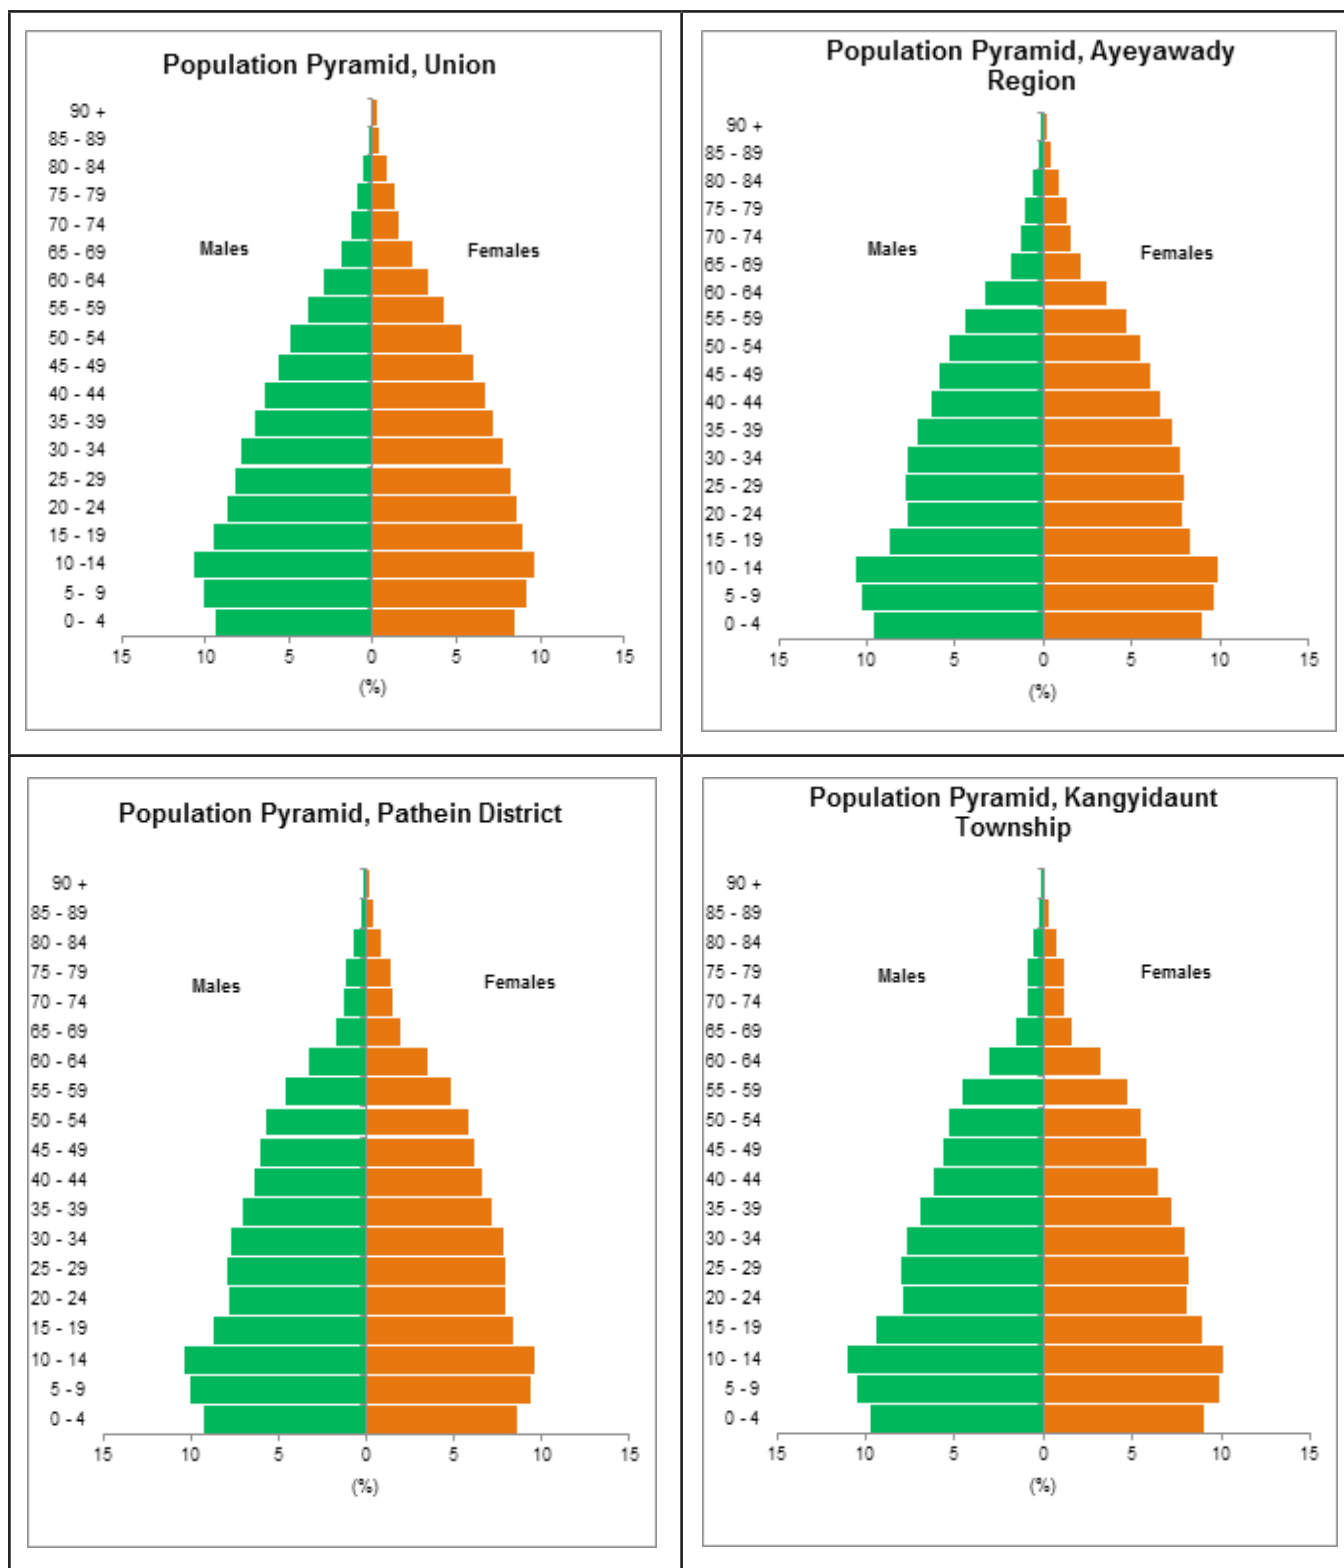 Population Pyramid, Union
90 +
85 - 89
80 - 84
75 - 79
70 - 74
65 - 69
60 - 64
55 - 59
50 - 54
45 - 49
40 - 44
35 - 39
30 - 34
25 - 29
20 - 24
15 - 19
10 -14
5 - 9
0 - 4
Males
Females
15 10 5 0 5 10 15
(%)
Population Pyramid, Ayeyawady
Region
90 +
85 - 89
80 - 84
75 - 79
70 - 74
65 - 69
60 - 64
55 - 59
50 - 54
45 - 49
40 - 44
35 - 39
30 - 34
25 - 29
20 - 24
15 - 19
10 - 14
5 - 9
0 - 4
Males
Females
15 10 5 0 5 10 15
(%)
Population Pyramid, Pathein District
90 +
85 - 89
80 - 84
75 - 79
70 - 74
65 - 69
60 - 64
55 - 59
50 - 54
45 - 49
40 - 44
35 - 39
30 - 34
25 - 29
20 - 24
15 - 19
10 - 14
5 - 9
0 - 4
Males
Females
15 10 5 0 5 10 15
(%)
Population Pyramid, Kangyidaunt
Township
90 +
85 - 89
80 - 84
75 - 79
70 - 74
65 - 69
60 - 64
55 - 59
50 - 54
45 - 49
40 - 44
35 - 39
30 - 34
25 - 29
20 - 24
15 - 19
10 - 14
5 - 9
0 - 4
Males
Females
15 10 5 0 5 10 15
(%)